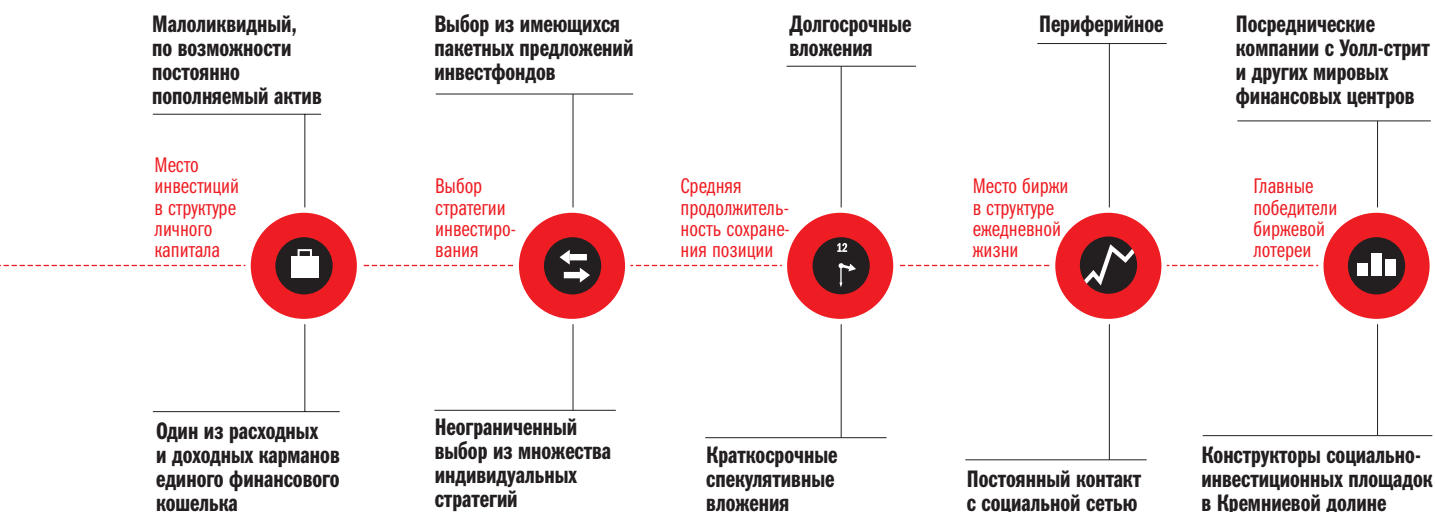 Малоликвидный,
по возможности
постоянно
пополняемый актив
Выбор из имеющихся
пакетных предложений
инвестфондов
Долгосрочные
вложения
Периферийное
Посреднические
компании с Уолл-стрит
и других мировых
финансовых центров
Место
инвестиций
в структуре
личного
капитала
Выбор
стратегии
инвестиро-
вания
Средняя
продолжитель-
ность сохране-
ния позиции
12
Место биржи
в структуре
ежедневной
жизни
Главные
победители
биржевой
лотереи
Один из расходных
и доходных карманов
единого финансового
кошелька
Неограниченный
выбор из множества
индивидуальных
стратегий
Краткосрочные
спекулятивные
вложения
Постоянный контакт
с социальной сетью
Конструкторы социально-
инвестиционных площадок
в Кремниевой долине